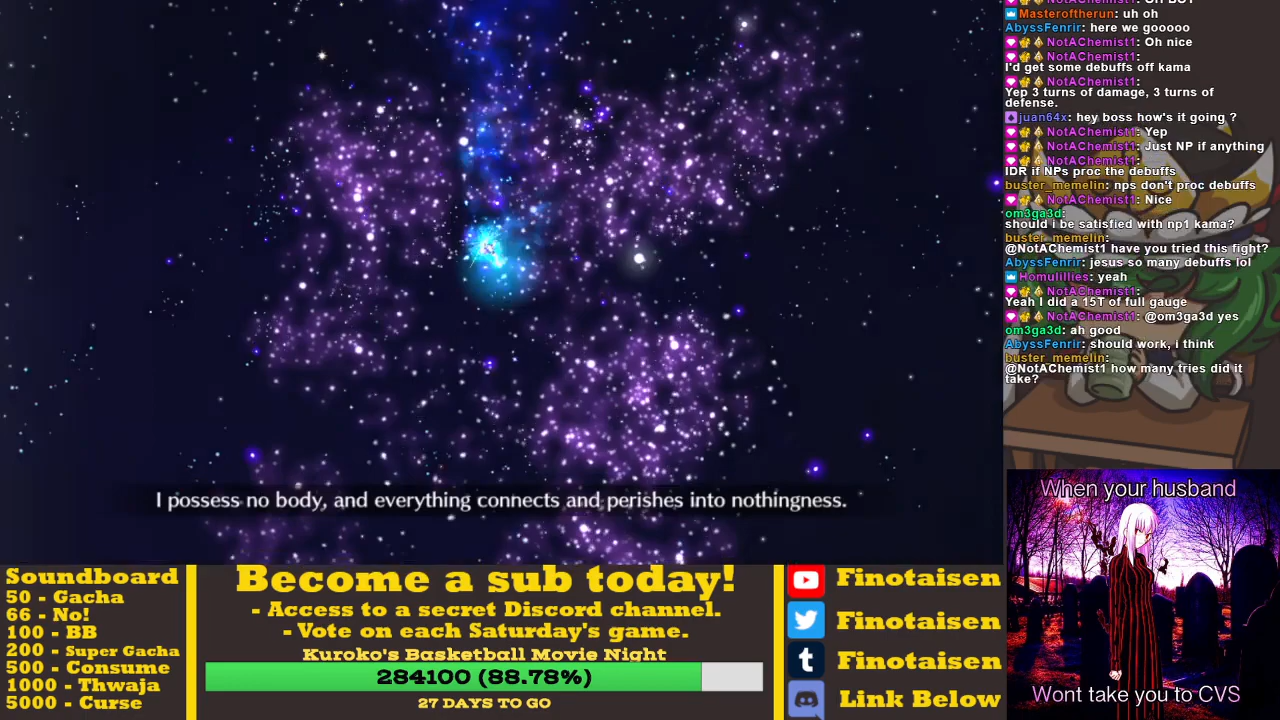 I possess no body, and everything connects and perishes into nothingness.
Masteroftherun: uh oh
AbyssFenrir: here we gooooo
NotAChemist1: Oh nice
NotAChemist1:
I'd get some debuffs off kama
NotAChemist1:
Yep 3 turns of damage, 3 turns of
defense.
juan64x: hey boss how's it going ?
NotAChemist1: Yep
NotAChemist1: Just NP if anything
NotAChemist1:
IDR if NPs proc the debuffs
buster_memelin: nps don't proc debuffs
NotAChemist1: Nice
om3ga3d:
should i be satisfied with np1 kama?
buster_memelin:
@NotAChemist1 have you tried this fight?
AbyssFenrir: jesus so many debuffs lol
Homulillies: yeah
NotAChemist1:
Yeah I did a 15T of full gauge
NotAChemist1: @om3ga3d yes
om3ga3d: ah good
AbyssFenrir: should work, i think
buster_memelin:
@NotAChemist1 how many tries did it
take?
Soundboard
50 - Gacha
66 - No!
100 - BB
200 - Super Gacha
500 - Consume
1000 - Thwaja
5000 - Curse
Become a sub today!
- Access to a secret Discord channel.
- Vote on each Saturday's game.
Kuroko's Basketball Movie Night
284100 (88.78%)
27 DAYS TO GO
Finotaisen
Finotaisen
Finotaisen
Link Below
When your husband
Wont take you to CVS